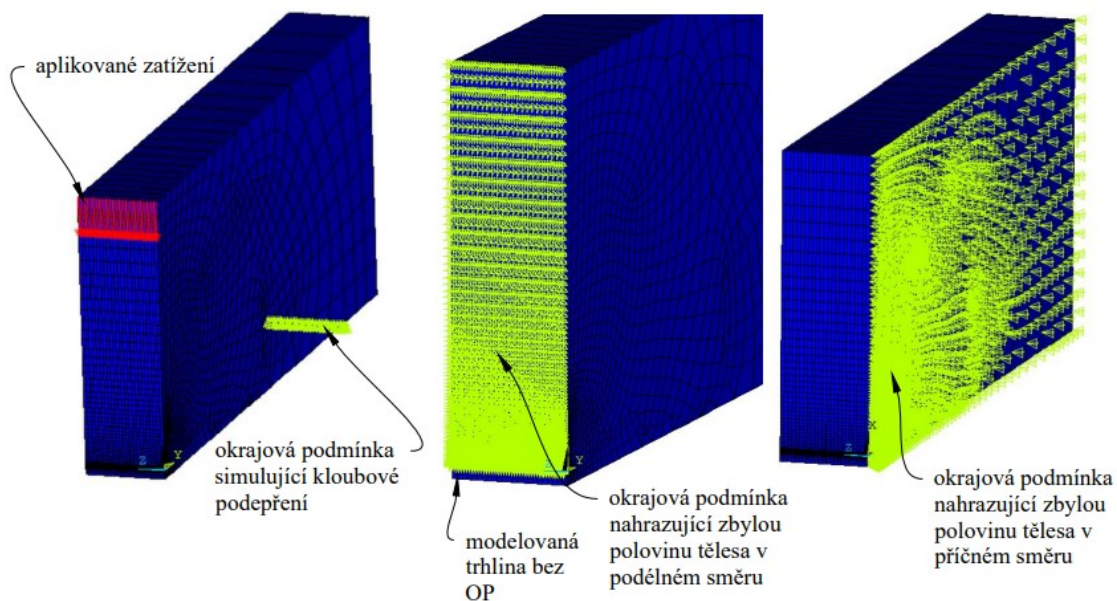 aplikované zatížení
okrajová podmínka
simulující kloubové
podepření
modelovaná
trhlina bez
OP
okrajová podmínka
nahrazující zbylou
polovinu tělesa v
podélném směru
okrajová podmínka
nahrazující zbylou
polovinu tělesa v
příčném směru
Z
Y
Z
Y
X